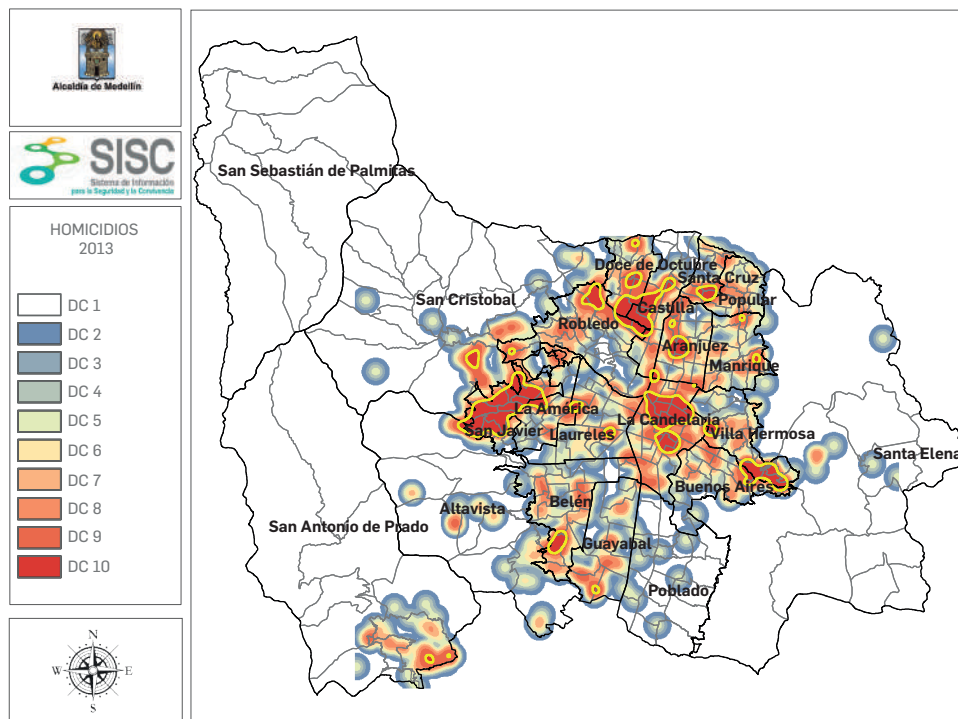 Alcaldía de Medellín
SISC
Sistema de Información
para la Seguridad y la Convivencia
HOMICIDIOS
2013
DC 1
DC 2
DC 3
DC 4
DC 5
DC 6
DC 7
DC 8
DC 9
DC 10
N
W E
S
San Sebastián de Palmitas
Doce de Octubre
Santa Cruz
San Cristobal
Popular
Castilla
Robledo
Aranjuez
Manrique
La América
La Candelaria
San Javier
Laureles
Villa Hermosa
Santa Elena
Buenos Aires
Belén
Altavista
San Antonio de Prado
Guayabal
Poblado